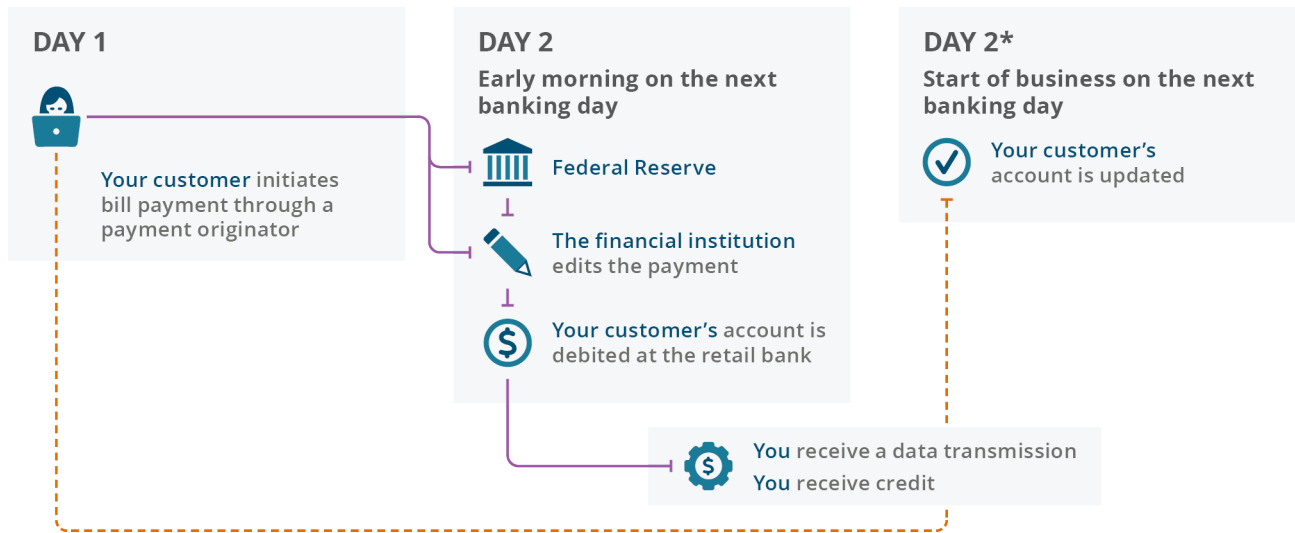 DAY 1
Your customer initiates
bill payment through a
payment originator
DAY 2
Early morning on the next
banking day
Federal Reserve
The financial institution
edits the payment
Your customer’s account is
debited at the retail bank
You receive a data transmission
You receive credit
DAY 2*
Start of business on the next
banking day
Your customer’s
account is updated